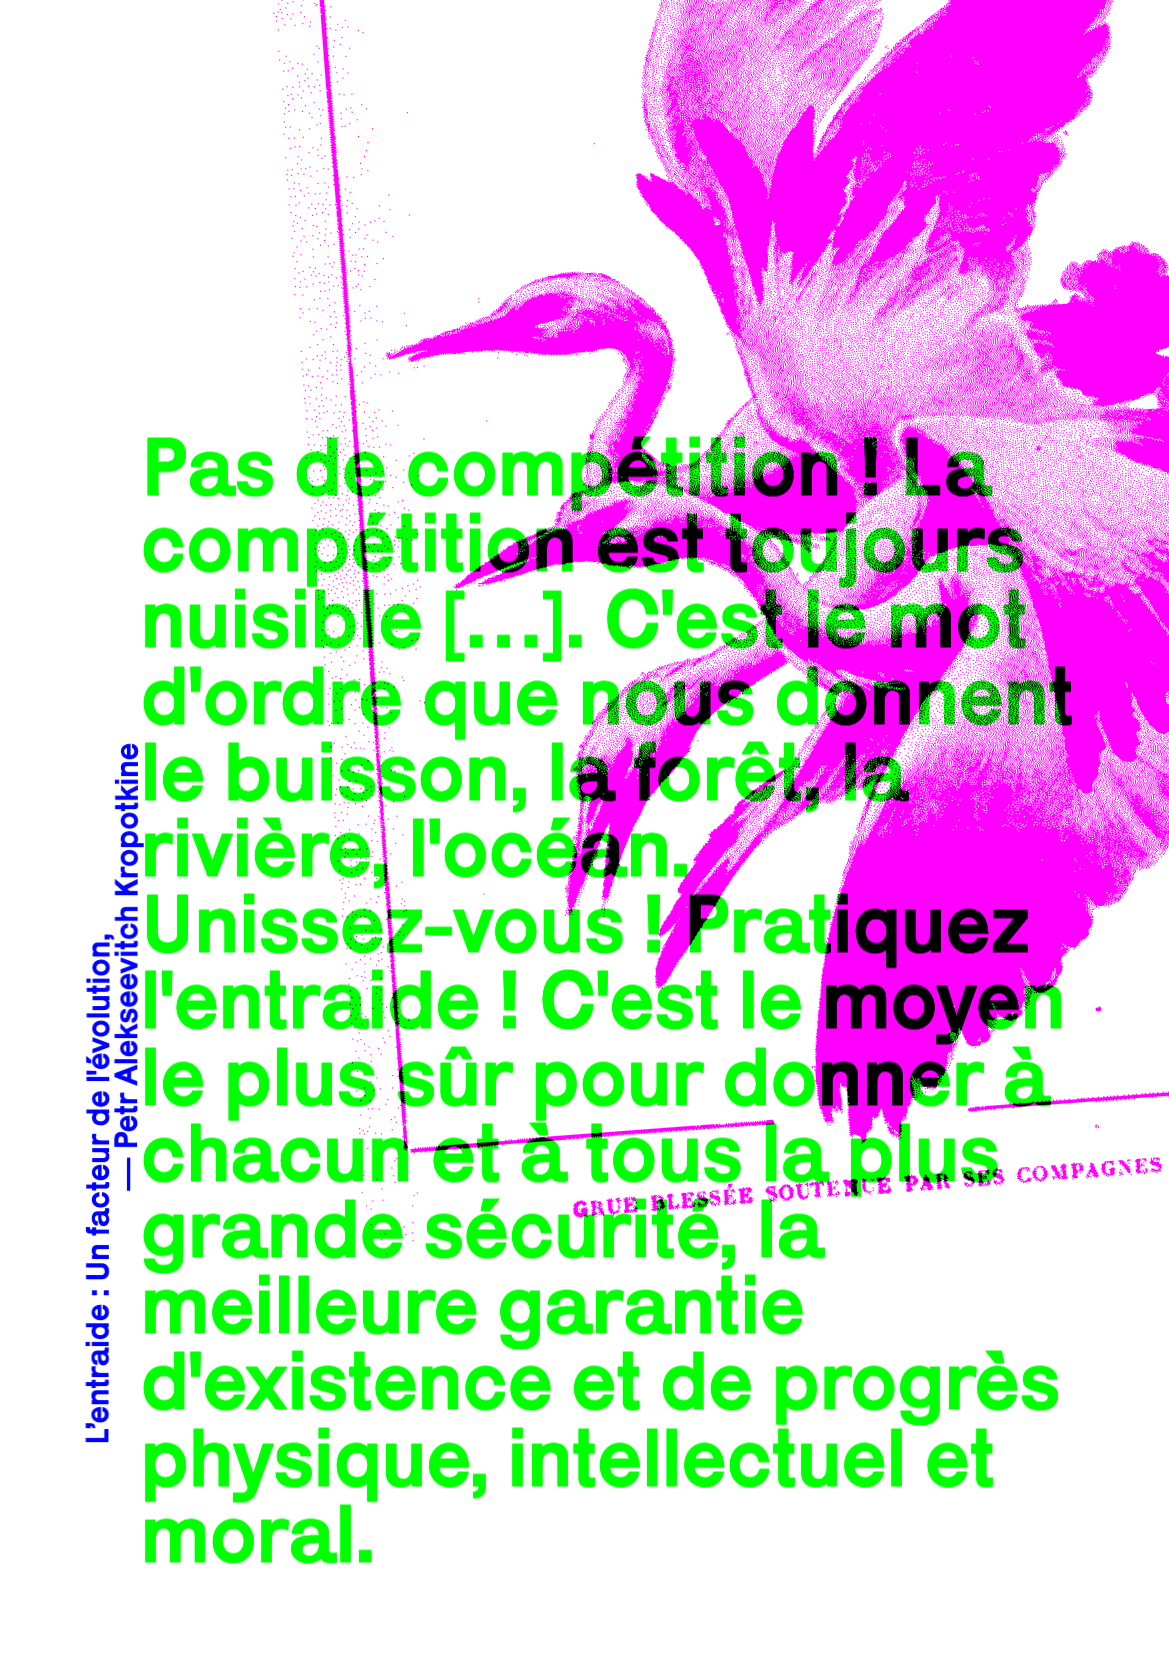 Pas de compétition ! La
compétition est toujours
nuisible [...]. C'est le mot
d'ordre que nous donnent
le buisson, la forêt, la
rivière, l'océan.
Unissez-vous ! Pratiquez
l'entraide ! C'est le moyen
le plus sûr pour donner à
chacun et à tous la plus
grande sécurité, la
meilleure garantie
d'existence et de progrès
physique, intellectuel et
moral.
L'entraide : Un facteur de l'évolution,
— Petr Alekseevitch Kropotkine
GRUE BLESSÉE SOUTENUE PAR SES COMPAGNES